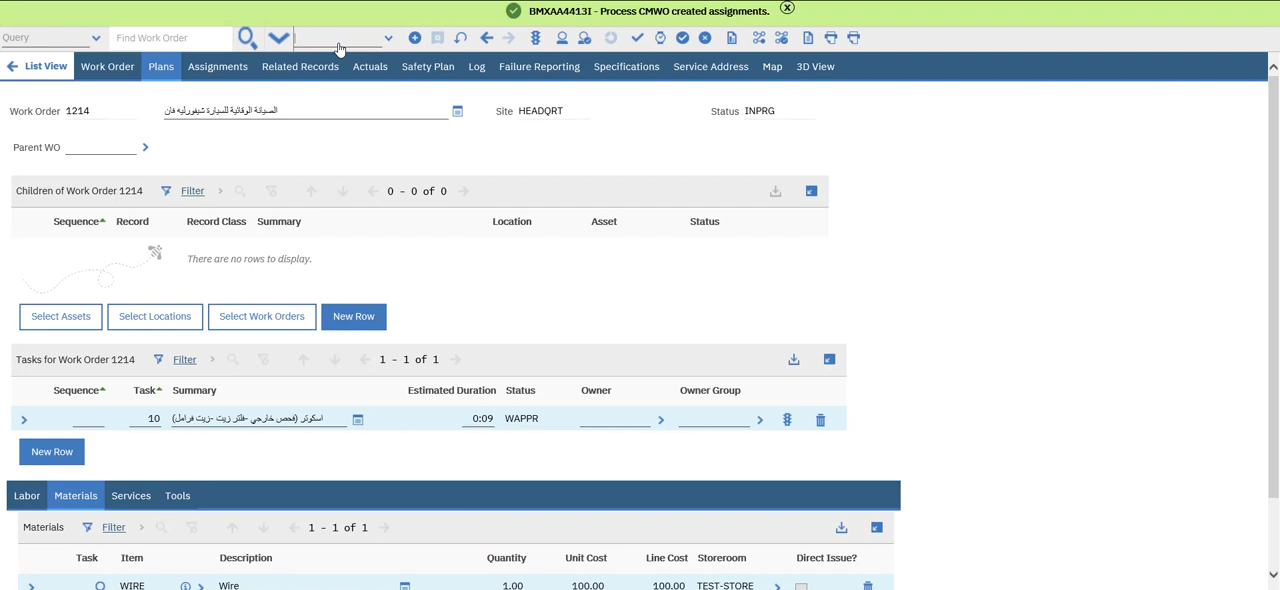 BMXAA4413I - Process CMWO created assignments.
Query Find Work Order
List View Work Order Plans Assignments Related Records Actuals Safety Plan Log Failure Reporting Specifications Service Address Map 3D View
Work Order 1214 الصيانة الوقائية للسيارة شيفورليه فان Site HEADQRT Status INPRG
Parent WO
Children of Work Order 1214 Filter 0 - 0 of 0
Sequence Record Record Class Summary Location Asset Status
There are no rows to display.
Select Assets Select Locations Select Work Orders New Row
Tasks for Work Order 1214 Filter 1 - 1 of 1
Sequence Task Summary Estimated Duration Status Owner Owner Group
10 اسكوتر (فحص خارجي -فلتر زيت -زيت فرامل) 0:09 WAPPR
New Row
Labor Materials Services Tools
Materials Filter 1 - 1 of 1
Task Item Description Quantity Unit Cost Line Cost Storeroom Direct Issue?
WIRE Wire 1.00 100.00 100.00 TEST-STORE